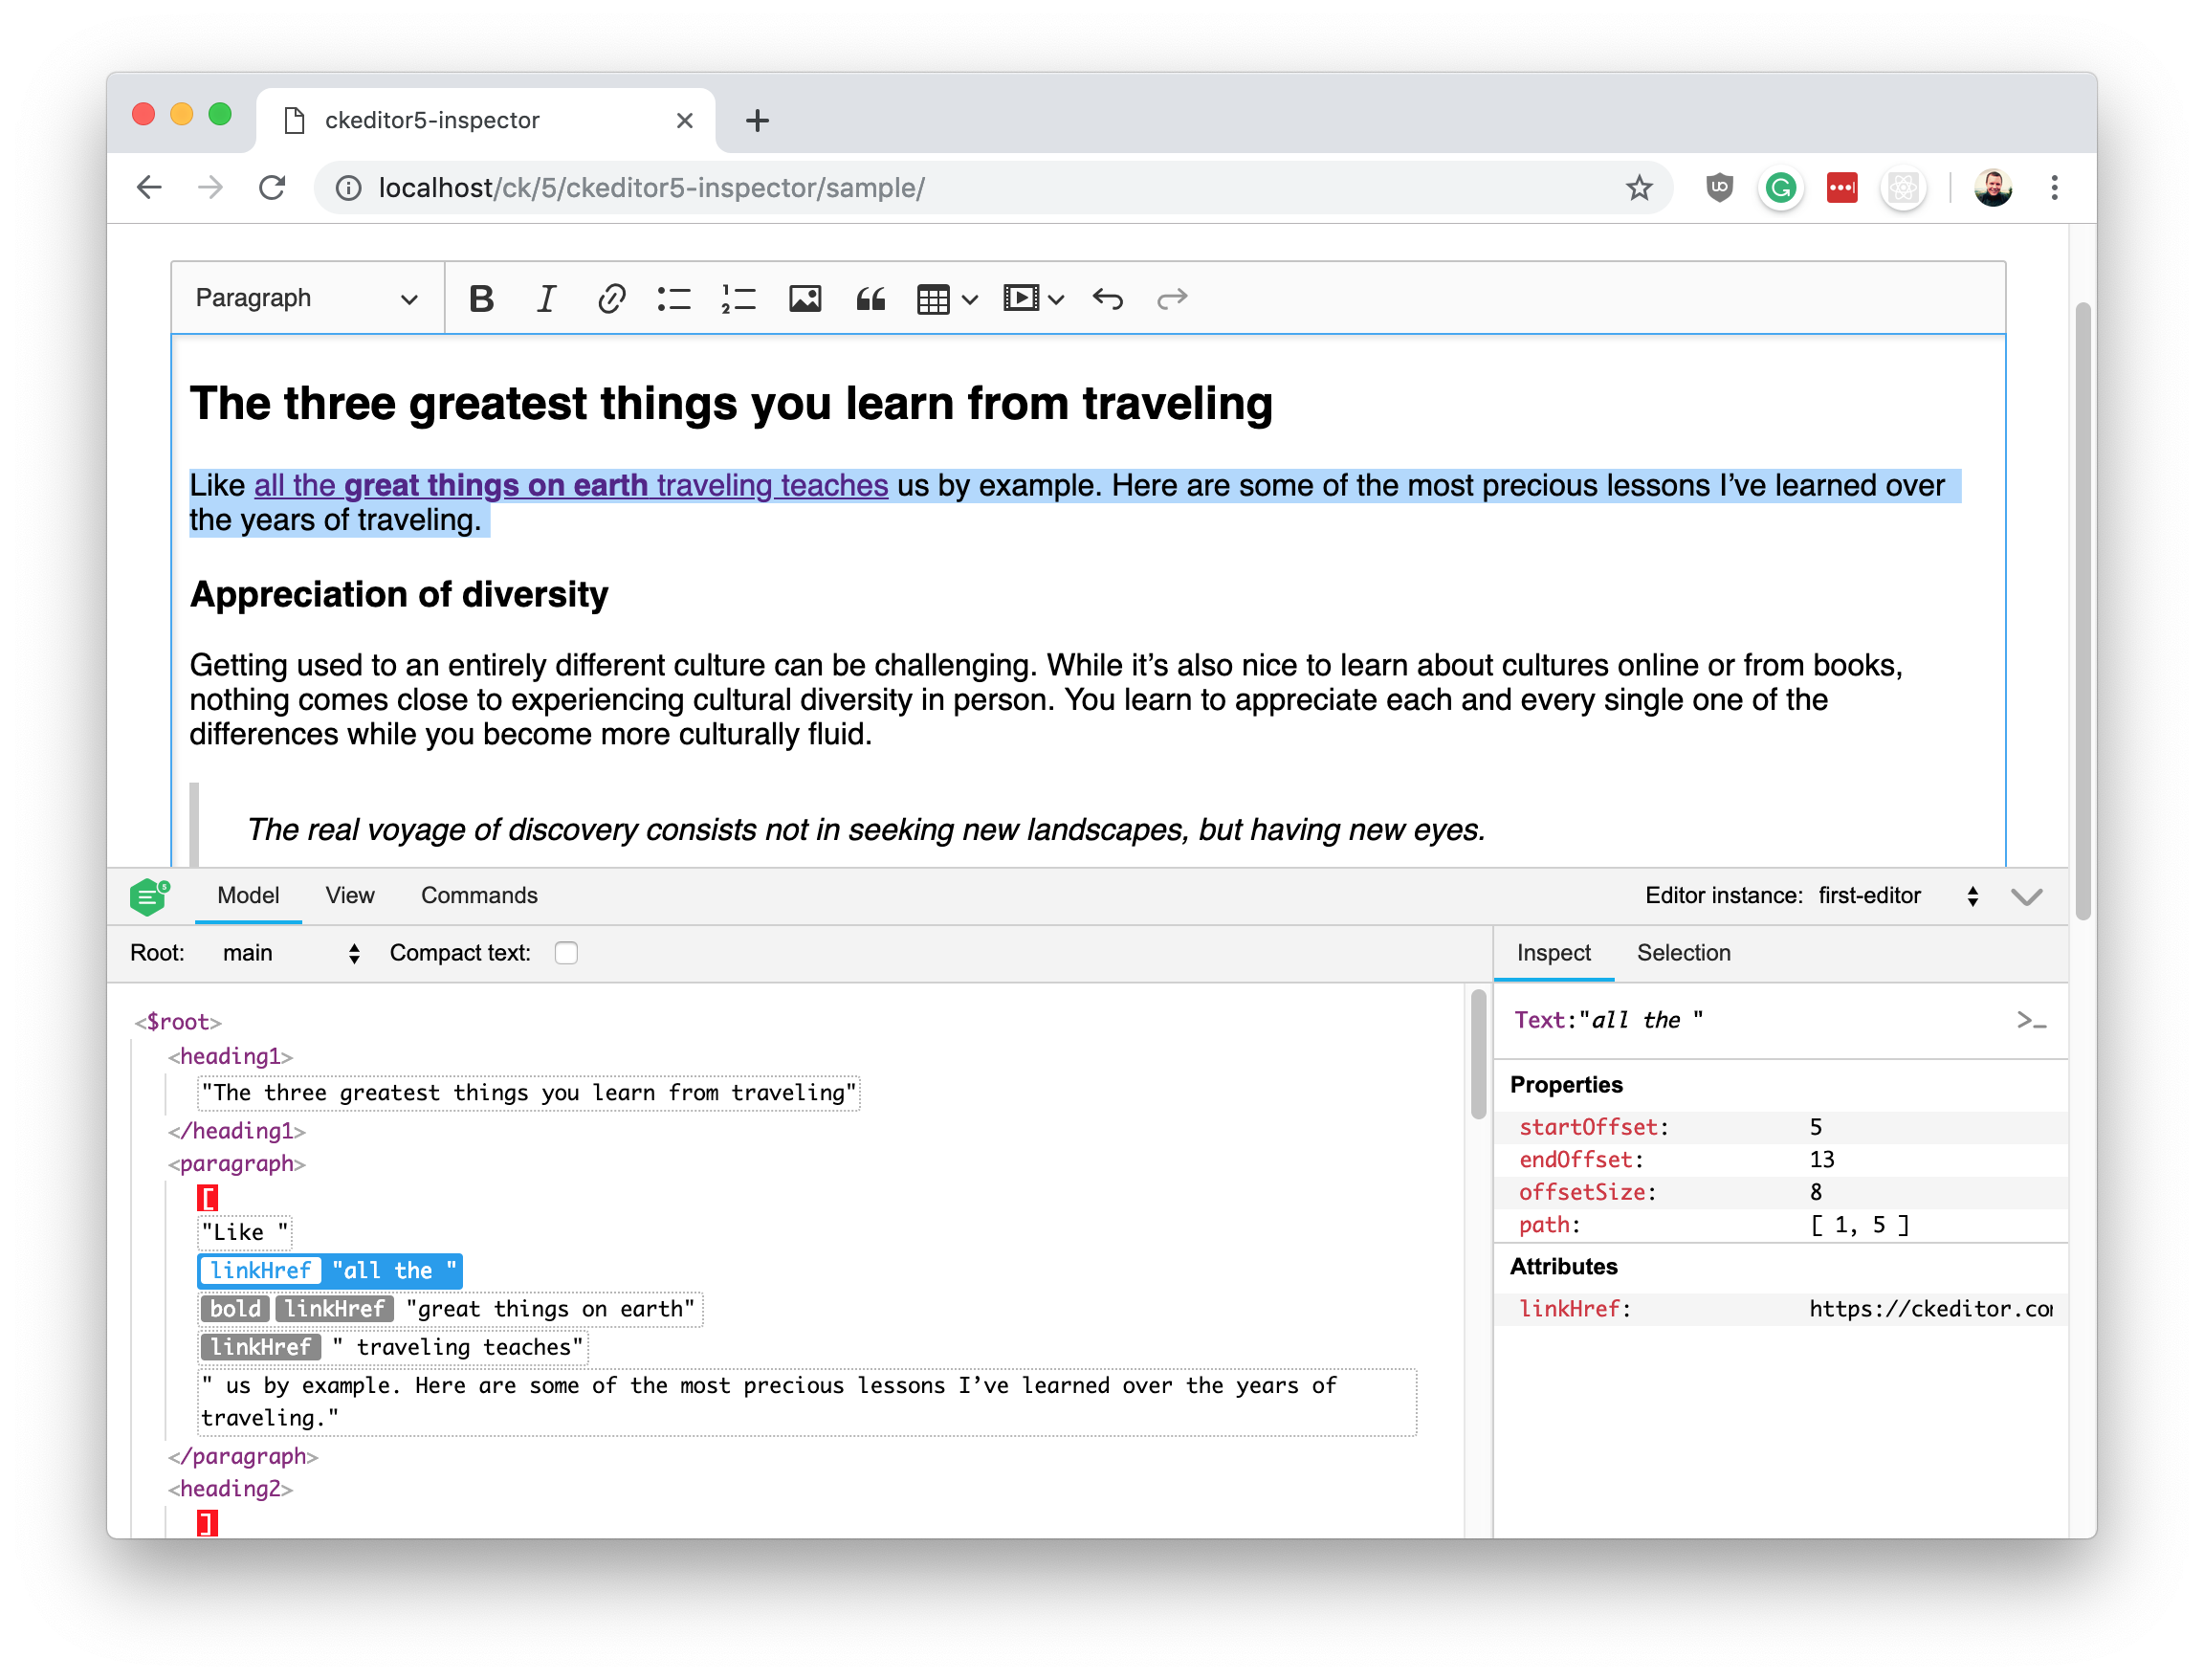 ckeditor5-inspector
localhost/ck/5/ckeditor5-inspector/sample/
Paragraph
The three greatest things you learn from traveling
Like all the great things on earth traveling teaches us by example. Here are some of the most precious lessons I’ve learned over
the years of traveling.
Appreciation of diversity
Getting used to an entirely different culture can be challenging. While it’s also nice to learn about cultures online or from books,
nothing comes close to experiencing cultural diversity in person. You learn to appreciate each and every single one of the
differences while you become more culturally fluid.
The real voyage of discovery consists not in seeking new landscapes, but having new eyes.
Model View Commands Editor instance: first-editor
Root: main Compact text:
Inspect Selection
<$root>
<heading1>
"The three greatest things you learn from traveling"
</heading1>
<paragraph>
[
"Like "
linkHref "all the "
bold linkHref "great things on earth"
linkHref " traveling teaches"
" us by example. Here are some of the most precious lessons I’ve learned over the years of
traveling."
</paragraph>
<heading2>
]
Text:"all the " >_
Properties
startOffset: 5
endOffset: 13
offsetSize: 8
path: [ 1, 5 ]
Attributes
linkHref: https://ckeditor.co